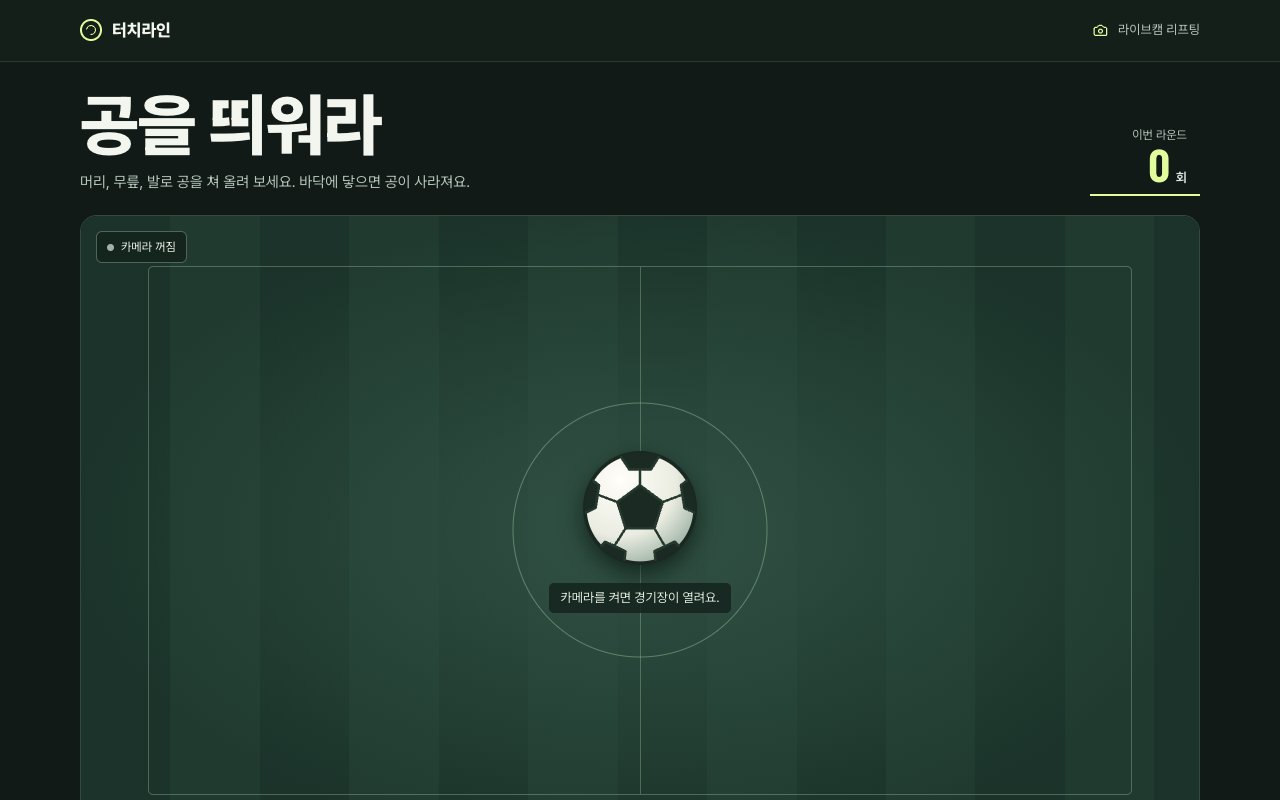 터치라인
라이브캠 리프팅
공을 띄워라
머리, 무릎, 발로 공을 쳐 올려 보세요. 바닥에 닿으면 공이 사라져요.
이번 라운드
0 회
카메라 꺼짐
카메라를 켜면 경기장이 열려요.